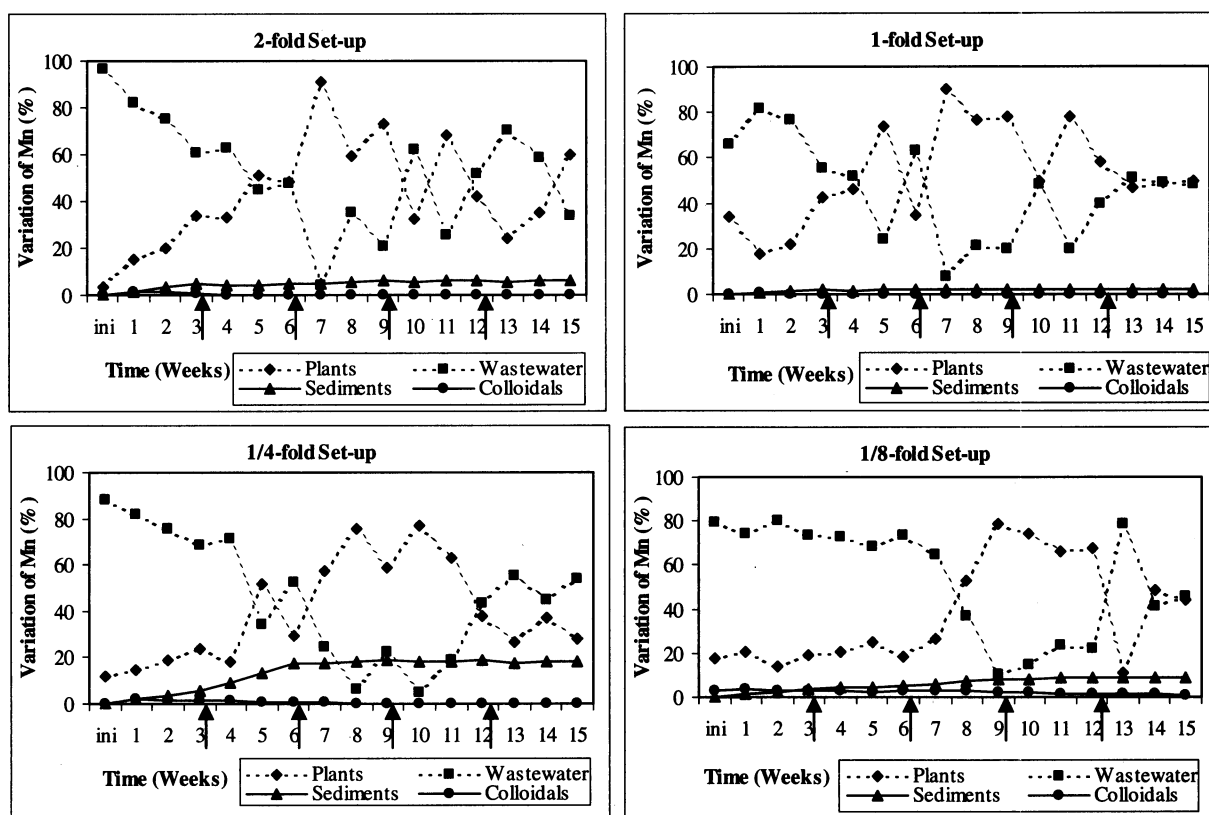 2-fold Set-up
Variation of Mn (%)
100
80
60
40
20
0
ini 1 2 3 4 5 6 7 8 9 10 11 12 13 14 15
Time (Weeks)
Plants Wastewater
Sediments Colloidals
1-fold Set-up
Variation of Mn (%)
100
80
60
40
20
0
ini 1 2 3 4 5 6 7 8 9 10 11 12 13 14 15
Time (Weeks)
Plants Wastewater
Sediments Colloidals
1/4-fold Set-up
Variation of Mn (%)
100
80
60
40
20
0
ini 1 2 3 4 5 6 7 8 9 10 11 12 13 14 15
Time (Weeks)
Plants Wastewater
Sediments Colloidals
1/8-fold Set-up
Variation of Mn (%)
100
80
60
40
20
0
ini 1 2 3 4 5 6 7 8 9 10 11 12 13 14 15
Time (Weeks)
Plants Wastewater
Sediments Colloidals